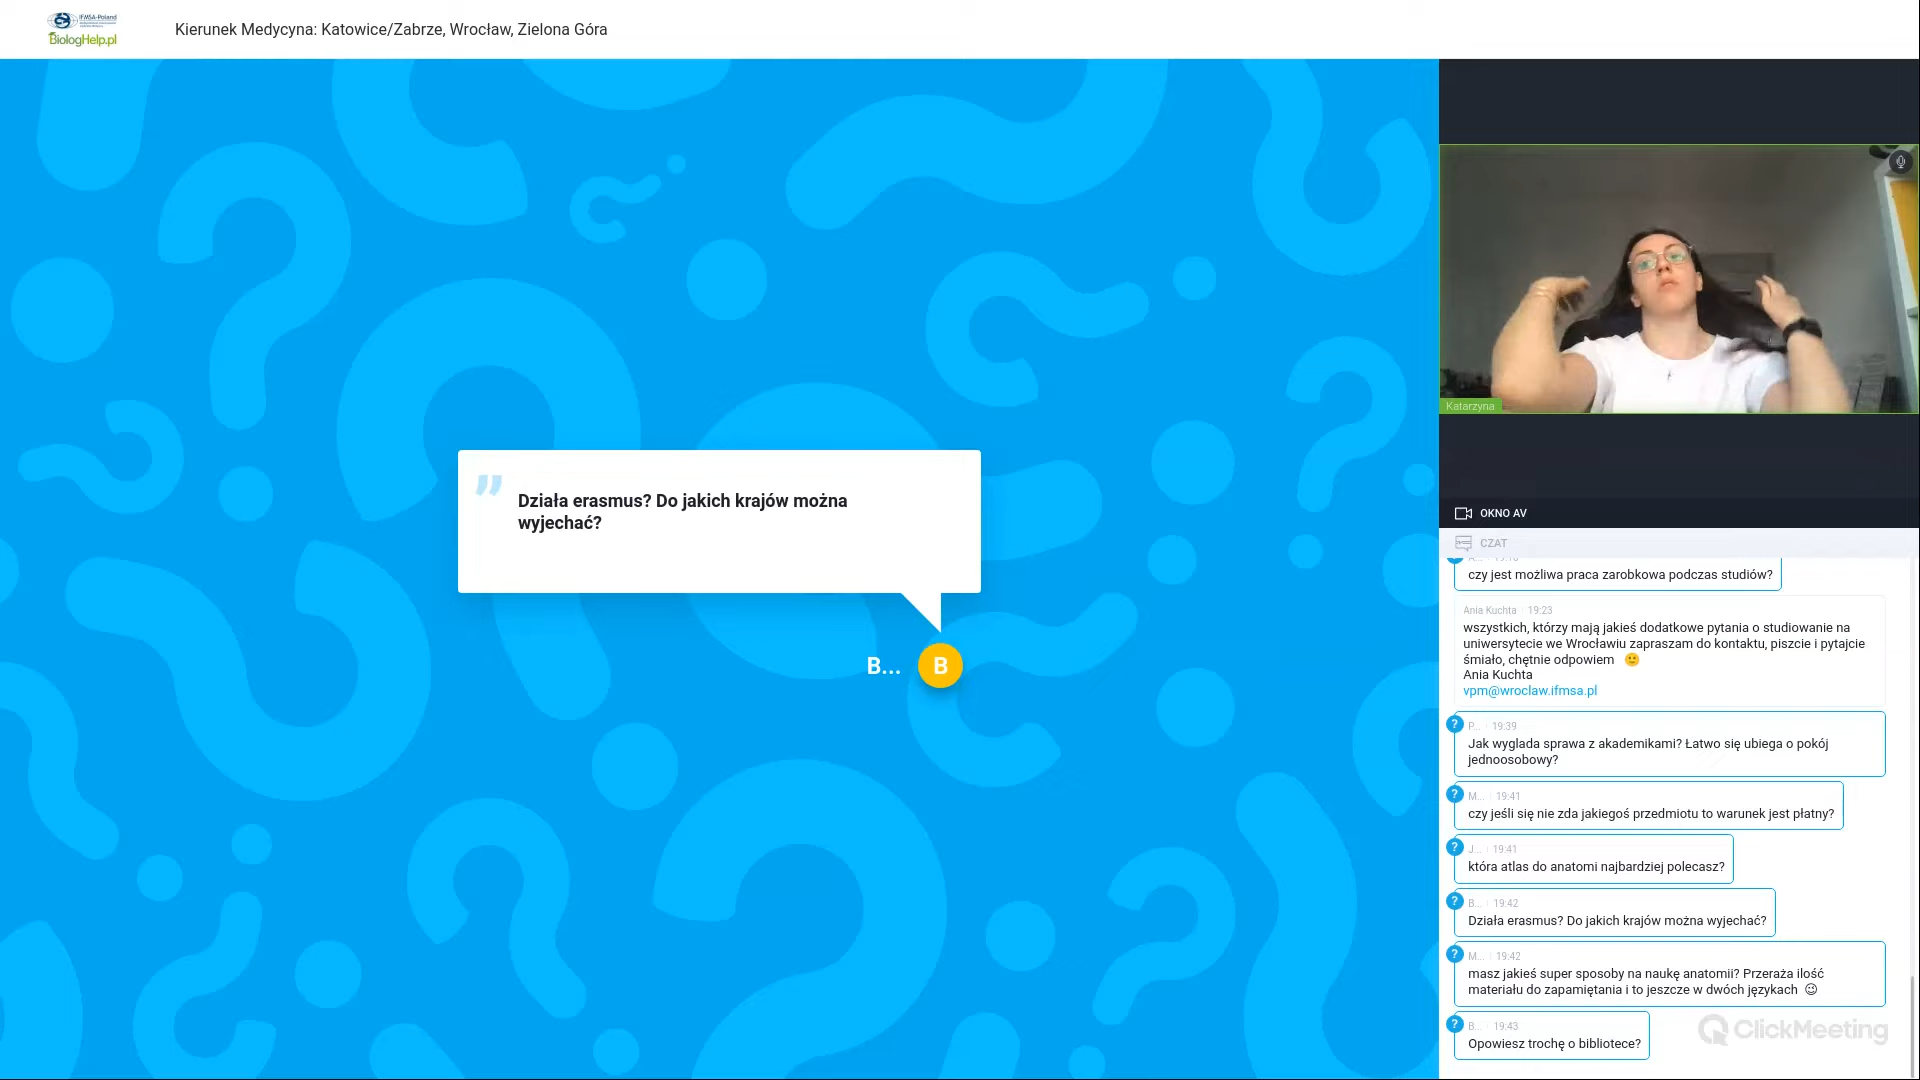 IFMSA-Poland
BiologHelp.pl
Kierunek Medycyna: Katowice/Zabrze, Wrocław, Zielona Góra
Działa erasmus? Do jakich krajów można
wyjechać?
B... B
Katarzyna
OKNO AV
CZAT
czy jest możliwa praca zarobkowa podczas studiów?
Ania Kuchta 19:23
wszystkich, którzy mają jakieś dodatkowe pytania o studiowanie na
uniwersytecie we Wrocławiu zapraszam do kontaktu, piszcie i pytajcie
śmiało, chętnie odpowiem 🙂
Ania Kuchta
vpm@wroclaw.ifmsa.pl
? P... 19:39
Jak wyglada sprawa z akademikami? Łatwo się ubiega o pokój
jednoosobowy?
? M... 19:41
czy jeśli się nie zda jakiegoś przedmiotu to warunek jest płatny?
? J... 19:41
która atlas do anatomi najbardziej polecasz?
? B... 19:42
Działa erasmus? Do jakich krajów można wyjechać?
? M... 19:42
masz jakieś super sposoby na naukę anatomii? Przeraża ilość
materiału do zapamiętania i to jeszcze w dwóch językach 😉
? B... 19:43
Opowiesz trochę o bibliotece?
ClickMeeting